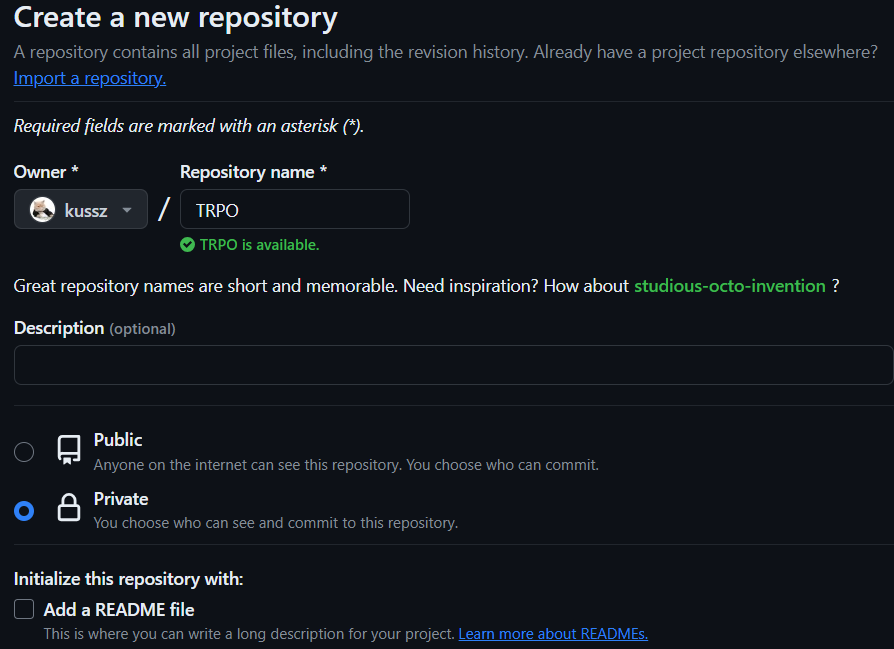 Create a new repository
A repository contains all project files, including the revision history. Already have a project repository elsewhere?
Import a repository.
Required fields are marked with an asterisk (*).
Owner * Repository name *
kussz / TRPO
TRPO is available.
Great repository names are short and memorable. Need inspiration? How about studious-octo-invention ?
Description (optional)
Public
Anyone on the internet can see this repository. You choose who can commit.
Private
You choose who can see and commit to this repository.
Initialize this repository with:
Add a README file
This is where you can write a long description for your project. Learn more about READMEs.